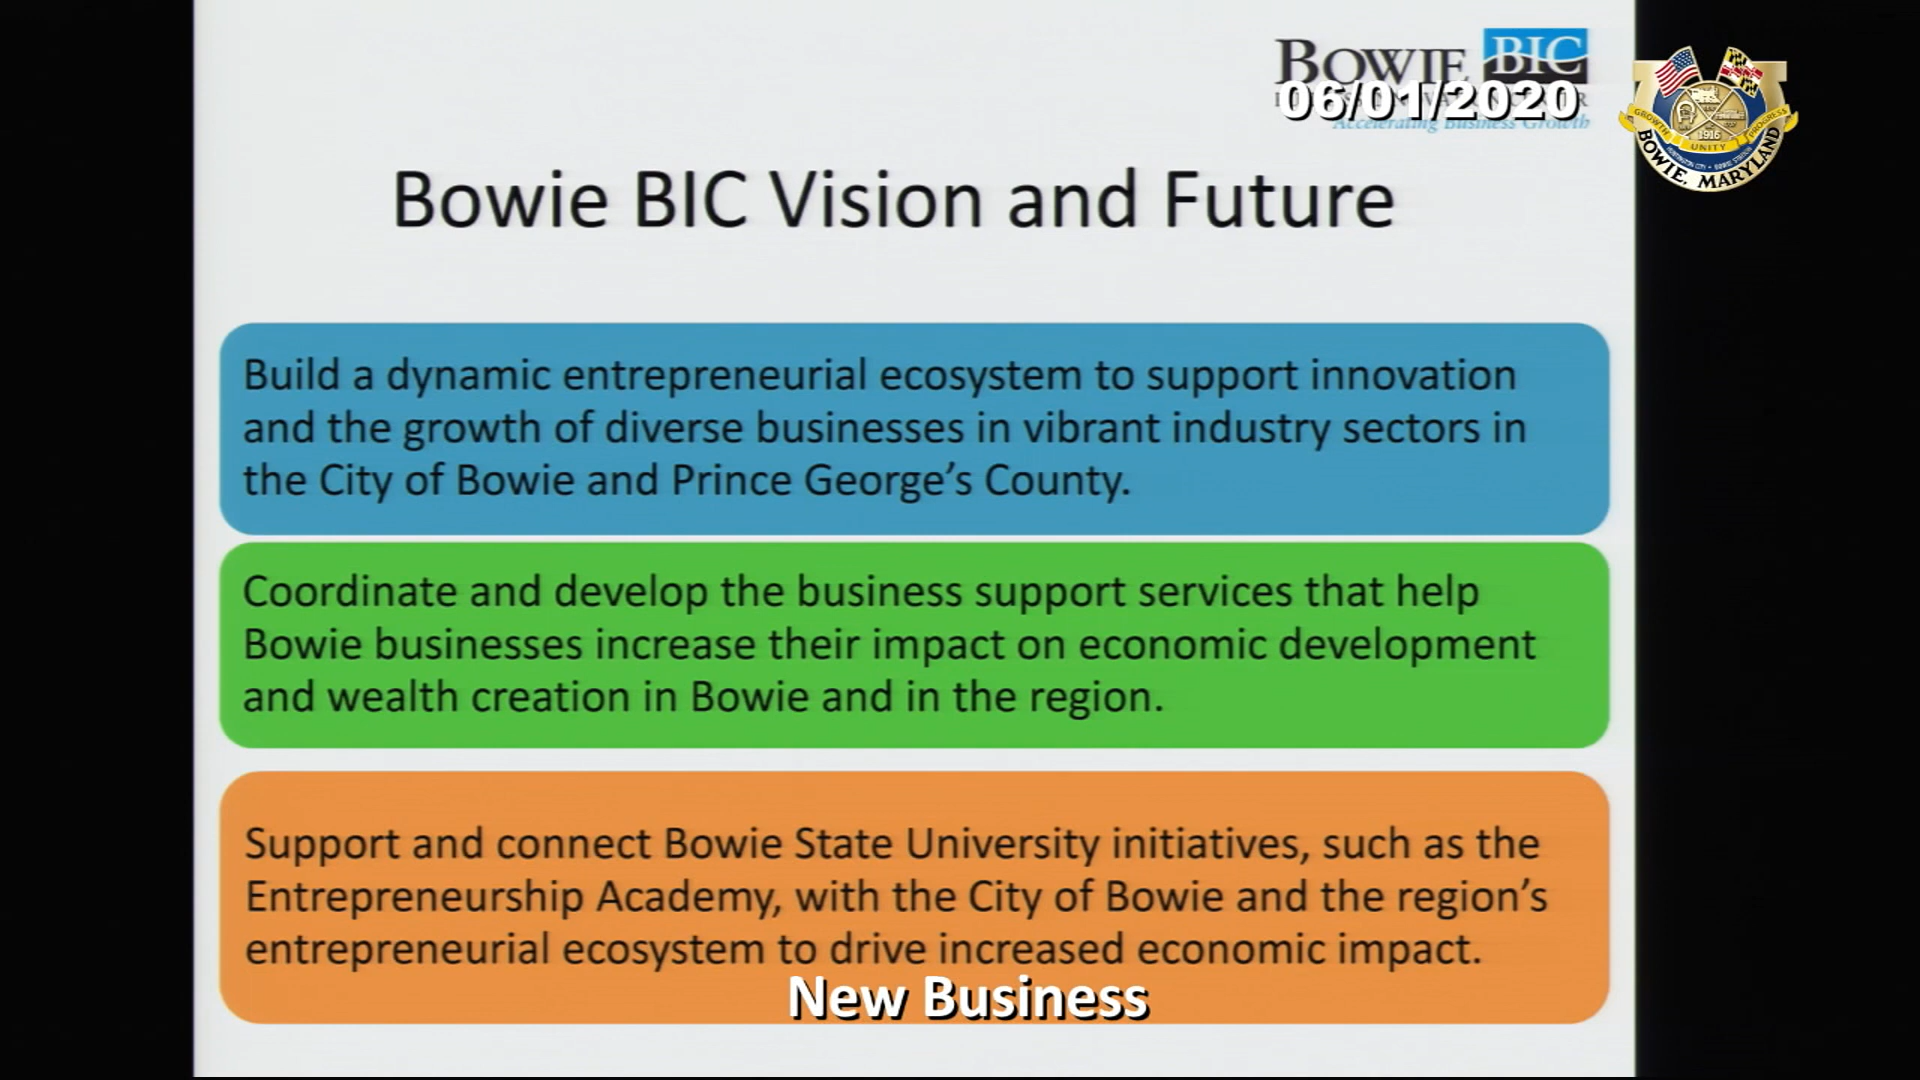 BOWIE BIC
06/01/2020
Accelerating Business Growth
GROWTH UNITY PROGRESS
1916
BOWIE, MARYLAND
Bowie BIC Vision and Future
Build a dynamic entrepreneurial ecosystem to support innovation
and the growth of diverse businesses in vibrant industry sectors in
the City of Bowie and Prince George’s County.
Coordinate and develop the business support services that help
Bowie businesses increase their impact on economic development
and wealth creation in Bowie and in the region.
Support and connect Bowie State University initiatives, such as the
Entrepreneurship Academy, with the City of Bowie and the region’s
entrepreneurial ecosystem to drive increased economic impact.
New Business